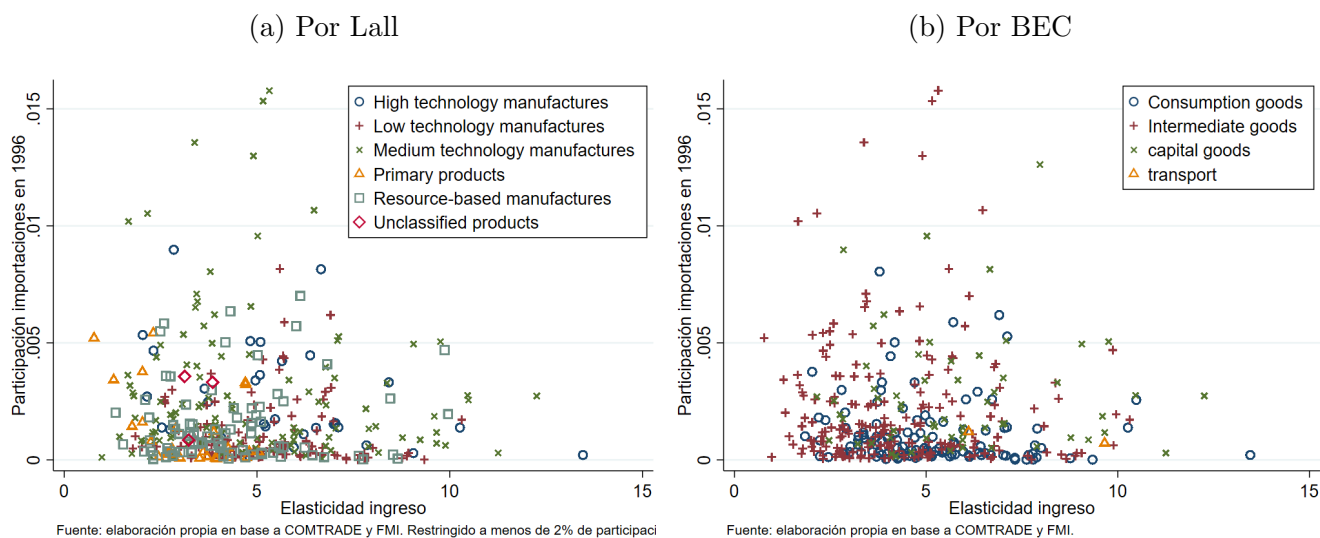 (a) Por Lall
Participación importaciones en 1996
.015
.01
.005
0
High technology manufactures
Low technology manufactures
Medium technology manufactures
Primary products
Resource-based manufactures
Unclassified products
0 5 10 15
Elasticidad ingreso
Fuente: elaboración propia en base a COMTRADE y FMI. Restringido a menos de 2% de participaci
(b) Por BEC
Participación importaciones en 1996
.015
.01
.005
0
Consumption goods
Intermediate goods
capital goods
transport
0 5 10 15
Elasticidad ingreso
Fuente: elaboración propia en base a COMTRADE y FMI.